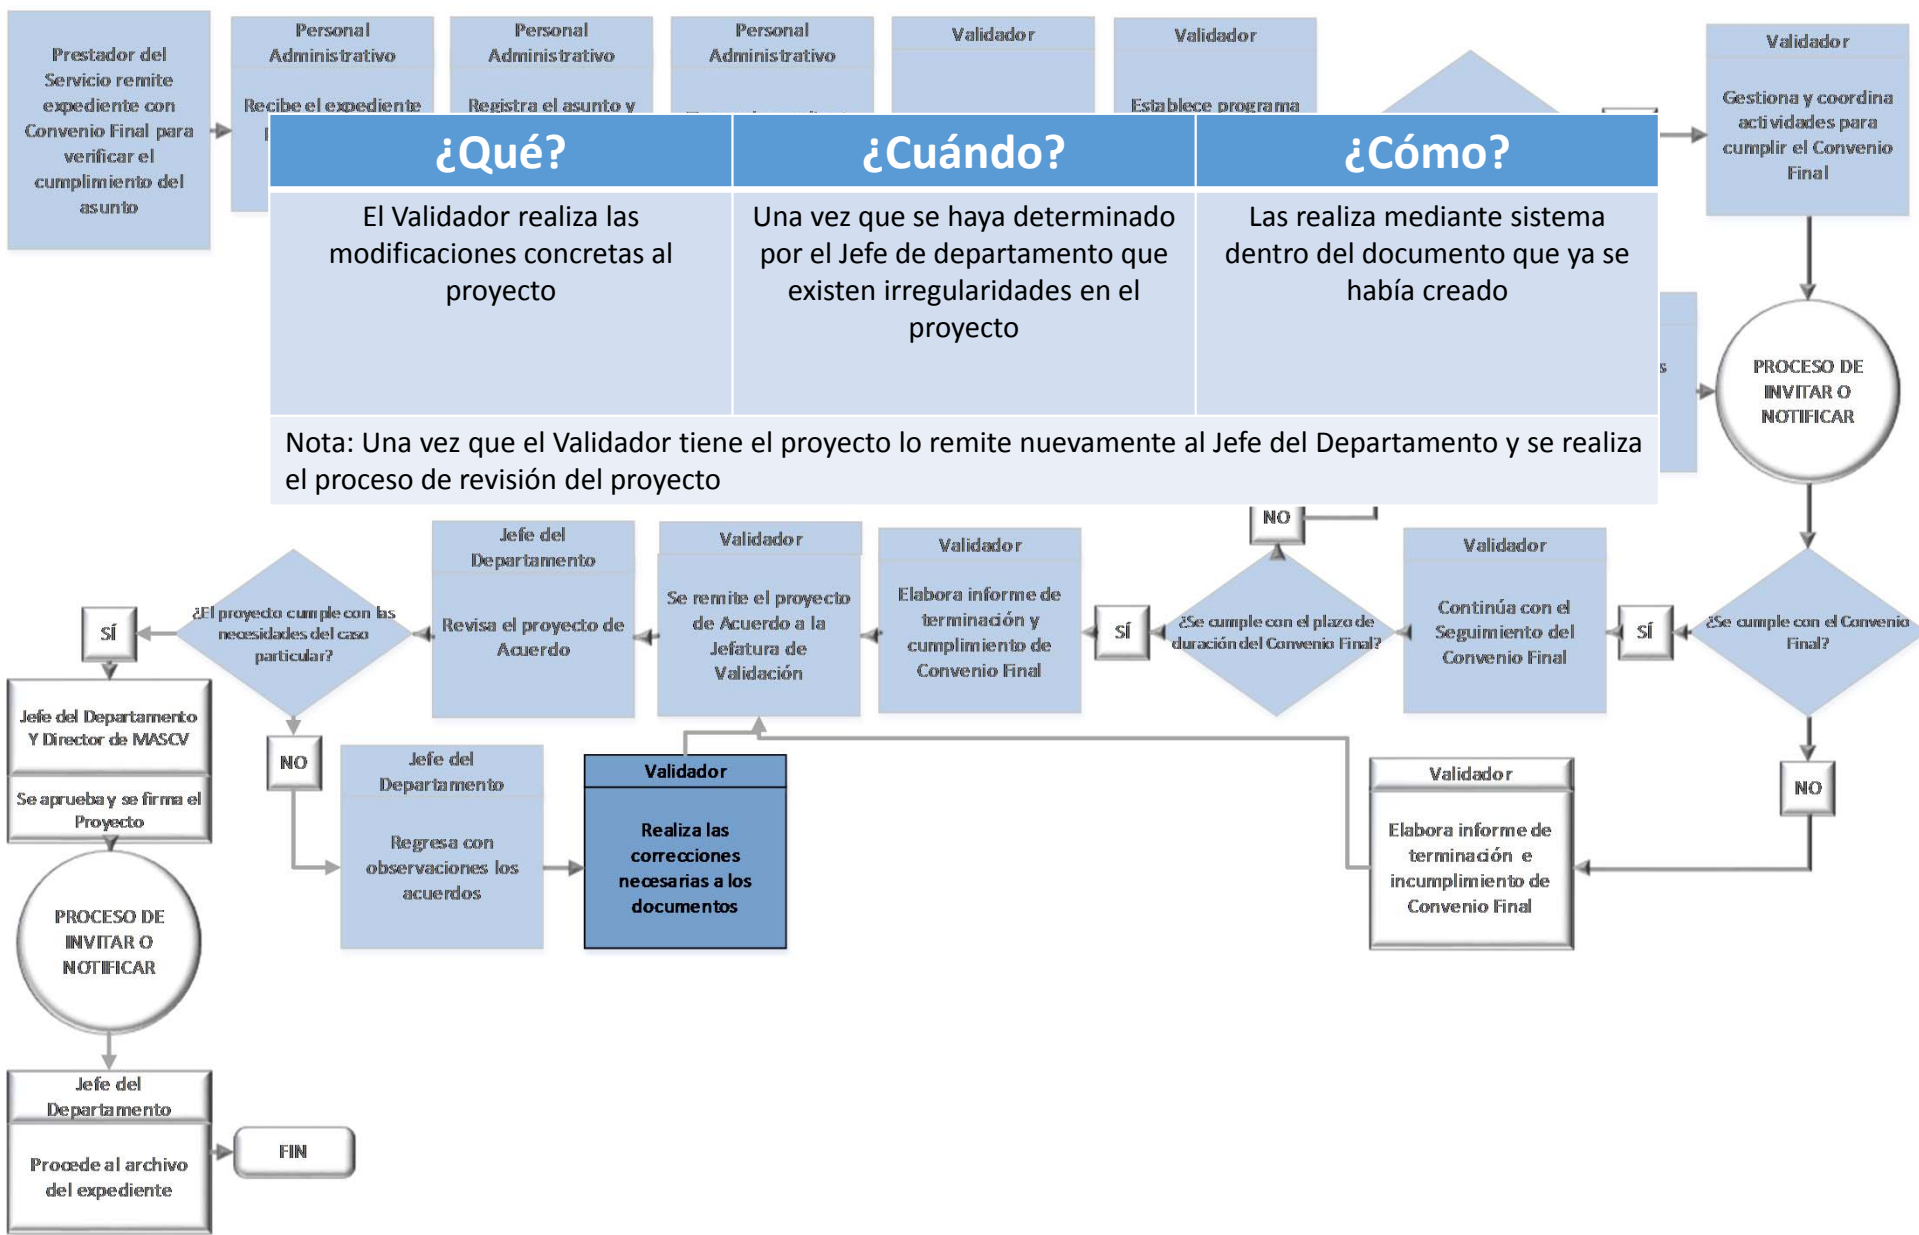 Prestador del
Servicio remite
expediente con
Convenio Final para
verificar el
cumplimiento del
asunto
Personal
Administrativo
Recibe el expediente
Personal
Administrativo
Registra el asunto y
Personal
Administrativo
Validador
Validador
Establece programa
Validador
Gestiona y coordina
actividades para
cumplir el Convenio
Final
¿Qué?
¿Cuándo?
¿Cómo?
El Validador realiza las
modificaciones concretas al
proyecto
Una vez que se haya determinado
por el Jefe de departamento que
existen irregularidades en el
proyecto
Las realiza mediante sistema
dentro del documento que ya se
había creado
Nota: Una vez que el Validador tiene el proyecto lo remite nuevamente al Jefe del Departamento y se realiza
el proceso de revisión del proyecto
PROCESO DE
INVITAR O
NOTIFICAR
NO
SÍ
¿El proyecto cumple con las
necesidades del caso
particular?
Jefe del
Departamento
Revisa el proyecto de
Acuerdo
Validador
Se remite el proyecto
de Acuerdo a la
Jefatura de
Validación
Validador
Elabora informe de
terminación y
cumplimiento de
Convenio Final
SÍ
¿Se cumple con el plazo de
duración del Convenio Final?
Validador
Continúa con el
Seguimiento del
Convenio Final
SÍ
¿Se cumple con el Convenio
Final?
Jefe del Departamento
Y Director de MASCV
Se aprueba y se firma el
Proyecto
NO
Jefe del
Departamento
Regresa con
observaciones los
acuerdos
Validador
Realiza las
correcciones
necesarias a los
documentos
Validador
Elabora informe de
terminación e
incumplimiento de
Convenio Final
NO
PROCESO DE
INVITAR O
NOTIFICAR
Jefe del
Departamento
Procede al archivo
del expediente
FIN